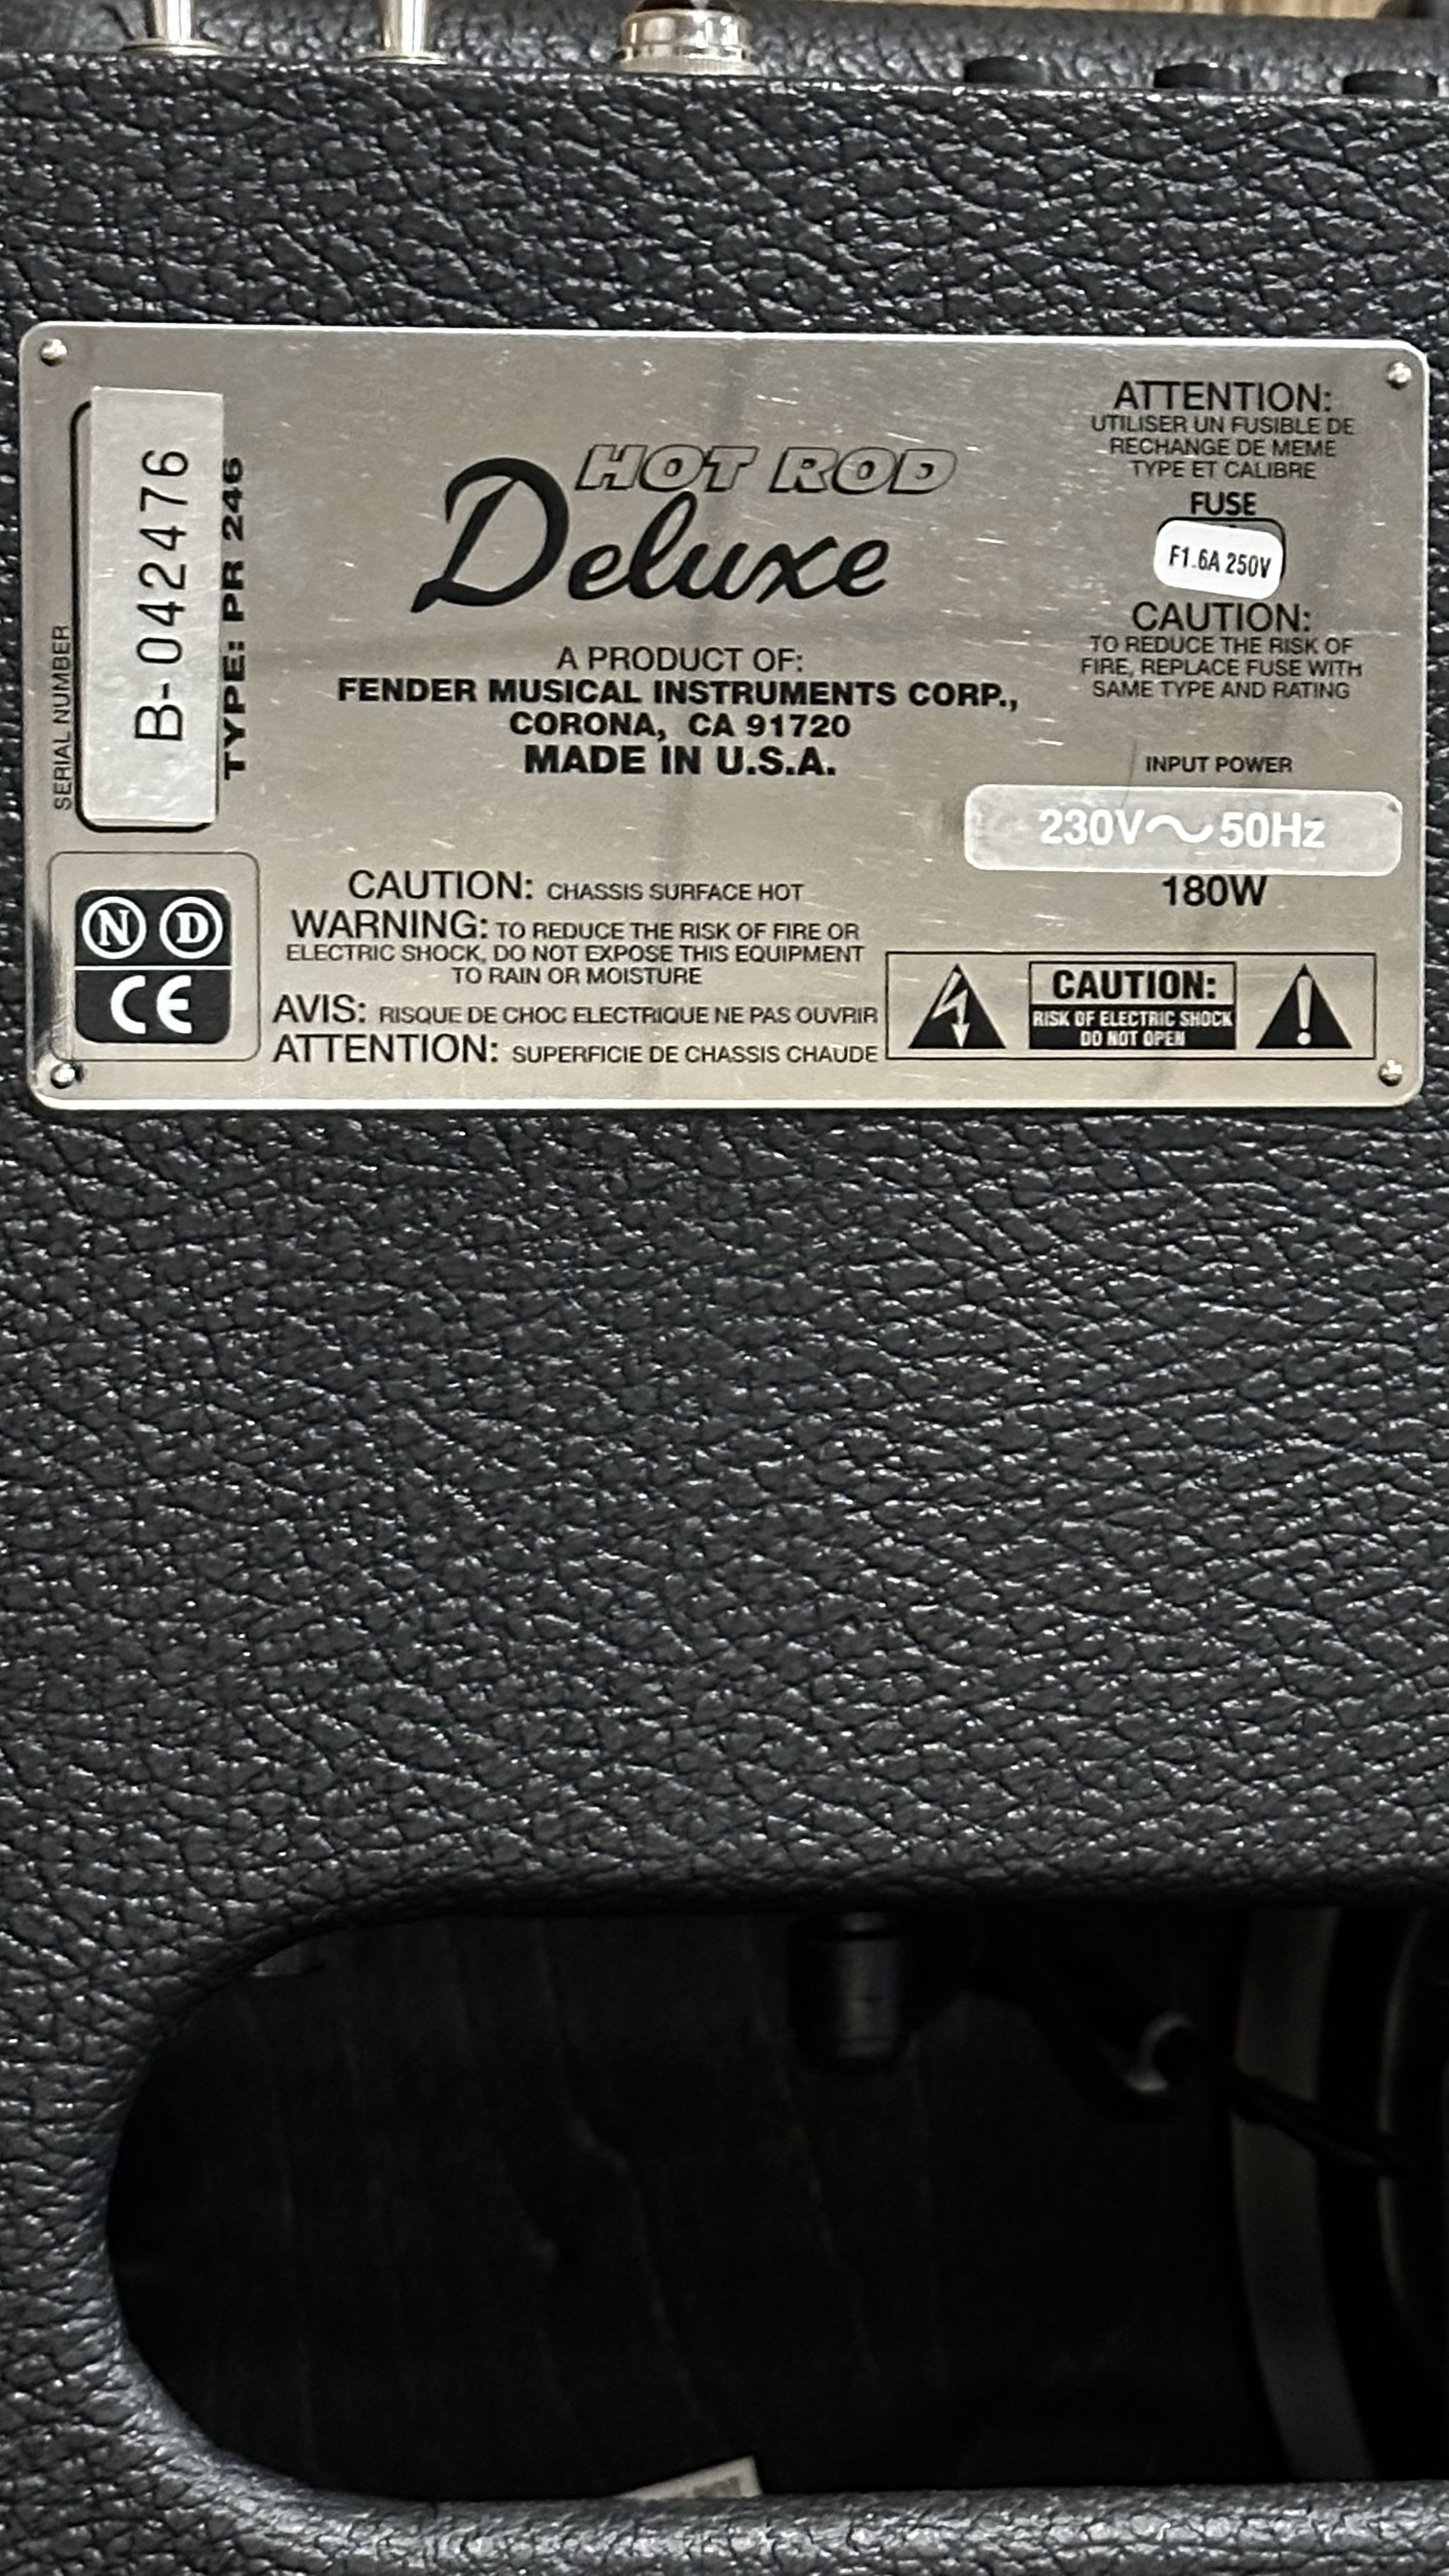 SERIAL NUMBER
B-042476
TYPE: PR 246
HOT ROD
Deluxe
A PRODUCT OF:
FENDER MUSICAL INSTRUMENTS CORP.,
CORONA, CA 91720
MADE IN U.S.A.
ATTENTION:
UTILISER UN FUSIBLE DE
RECHANGE DE MEME
TYPE ET CALIBRE
FUSE
F1.6A 250V
CAUTION:
TO REDUCE THE RISK OF
FIRE, REPLACE FUSE WITH
SAME TYPE AND RATING
INPUT POWER
230V~50Hz
180W
N D
CE
CAUTION: CHASSIS SURFACE HOT
WARNING: TO REDUCE THE RISK OF FIRE OR
ELECTRIC SHOCK, DO NOT EXPOSE THIS EQUIPMENT
TO RAIN OR MOISTURE
AVIS: RISQUE DE CHOC ELECTRIQUE NE PAS OUVRIR
ATTENTION: SUPERFICIE DE CHASSIS CHAUDE
CAUTION:
RISK OF ELECTRIC SHOCK
DO NOT OPEN